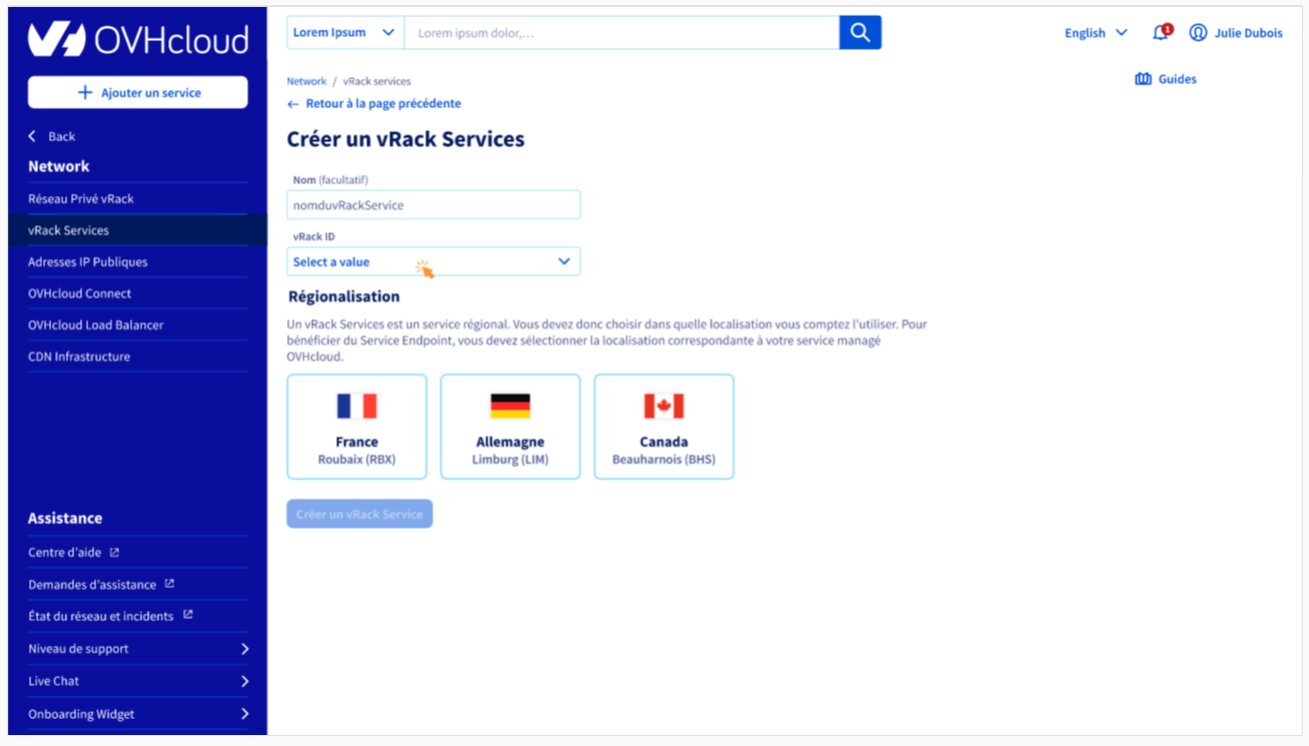 OVHcloud
Lorem Ipsum
Lorem ipsum dolor,...
English
1
Julie Dubois
Ajouter un service
Guides
Network / vRack services
← Retour à la page précédente
Back
Créer un vRack Services
Network
Nom (facultatif)
nomduvRackService
Réseau Privé vRack
vRack Services
vRack ID
Select a value
Adresses IP Publiques
OVHcloud Connect
OVHcloud Load Balancer
CDN Infrastructure
Régionalisation
Un vRack Services est un service régional. Vous devez donc choisir dans quelle localisation vous comptez l'utiliser. Pour
bénéficier du Service Endpoint, vous devez sélectionner la localisation correspondante à votre service managé
OVHcloud.
France
Roubaix (RBX)
Allemagne
Limburg (LIM)
Canada
Beauharnois (BHS)
Créer un vRack Service
Assistance
Centre d'aide
Demandes d'assistance
État du réseau et incidents
Niveau de support
Live Chat
Onboarding Widget